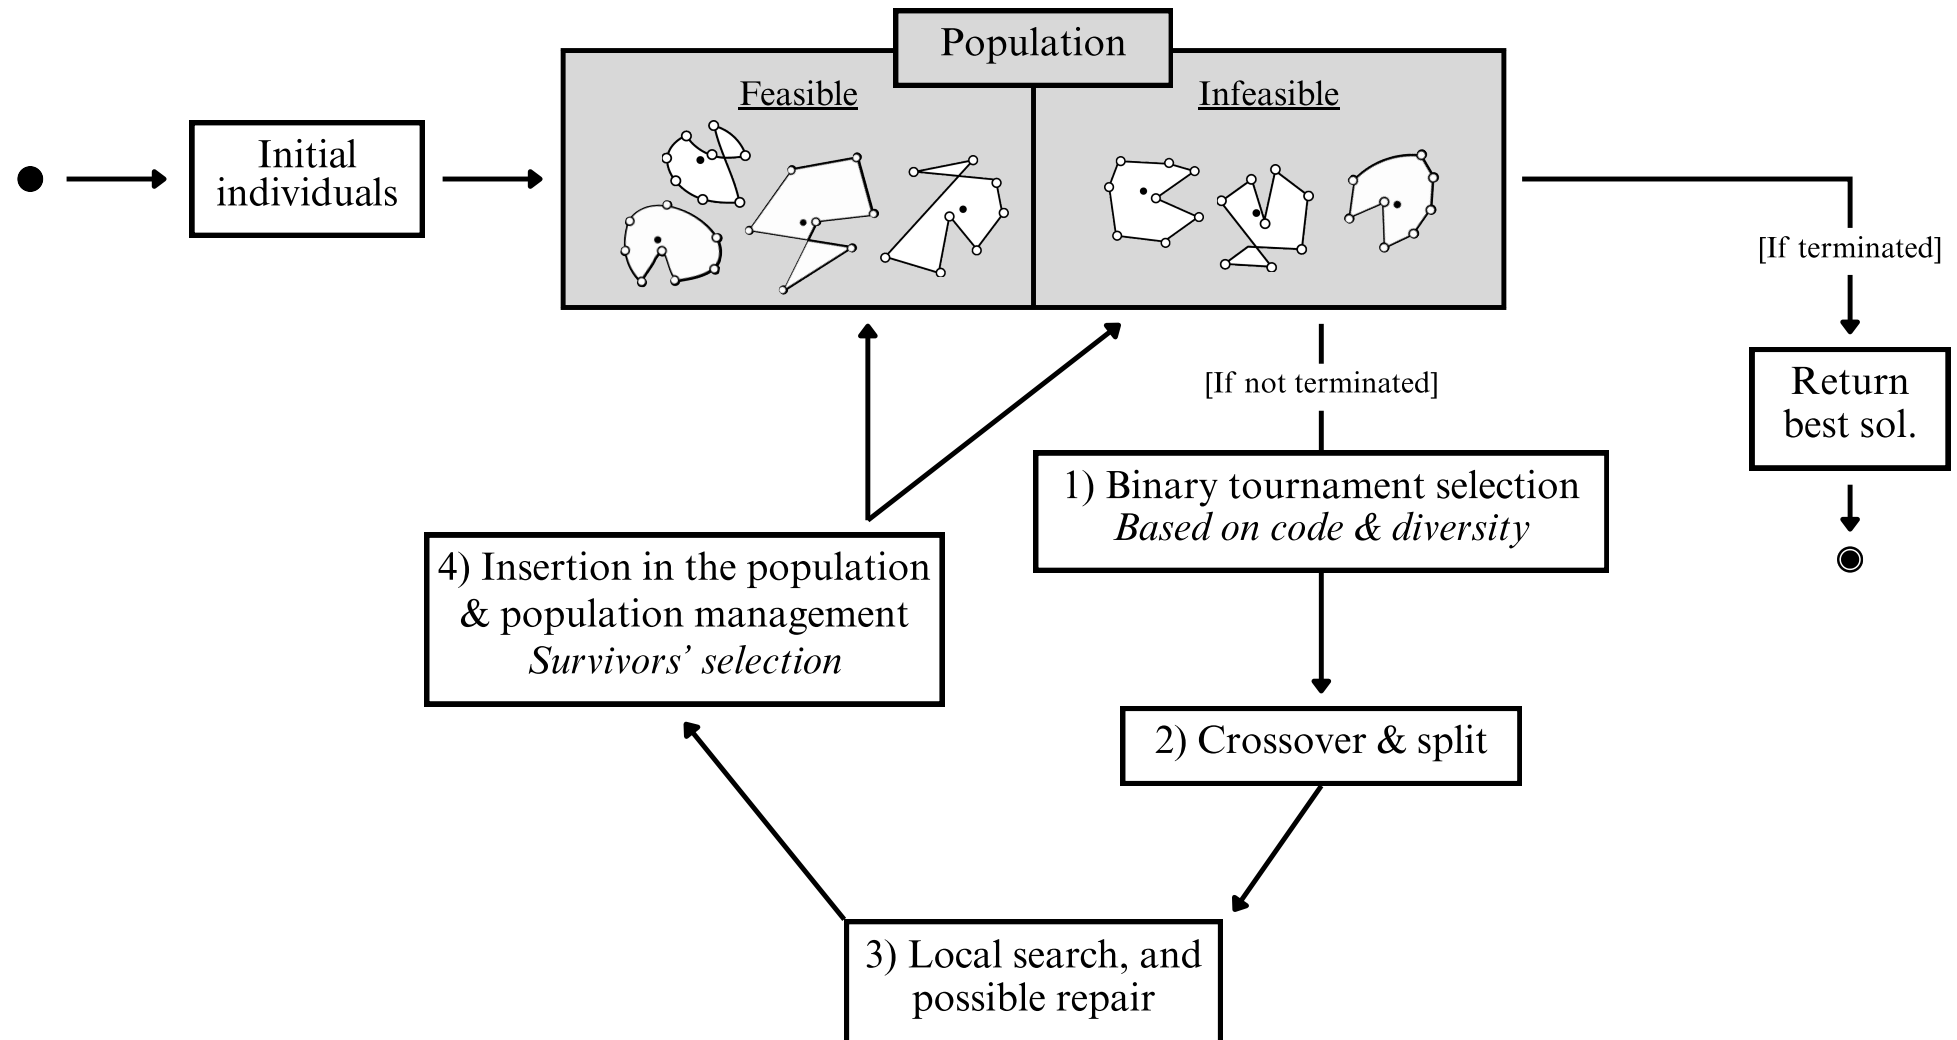 Population
Feasible
Infeasible
Initial
individuals
[If terminated]
Return
best sol.
[If not terminated]
1) Binary tournament selection
Based on code & diversity
4) Insertion in the population
& population management
Survivors’ selection
2) Crossover & split
3) Local search, and
possible repair